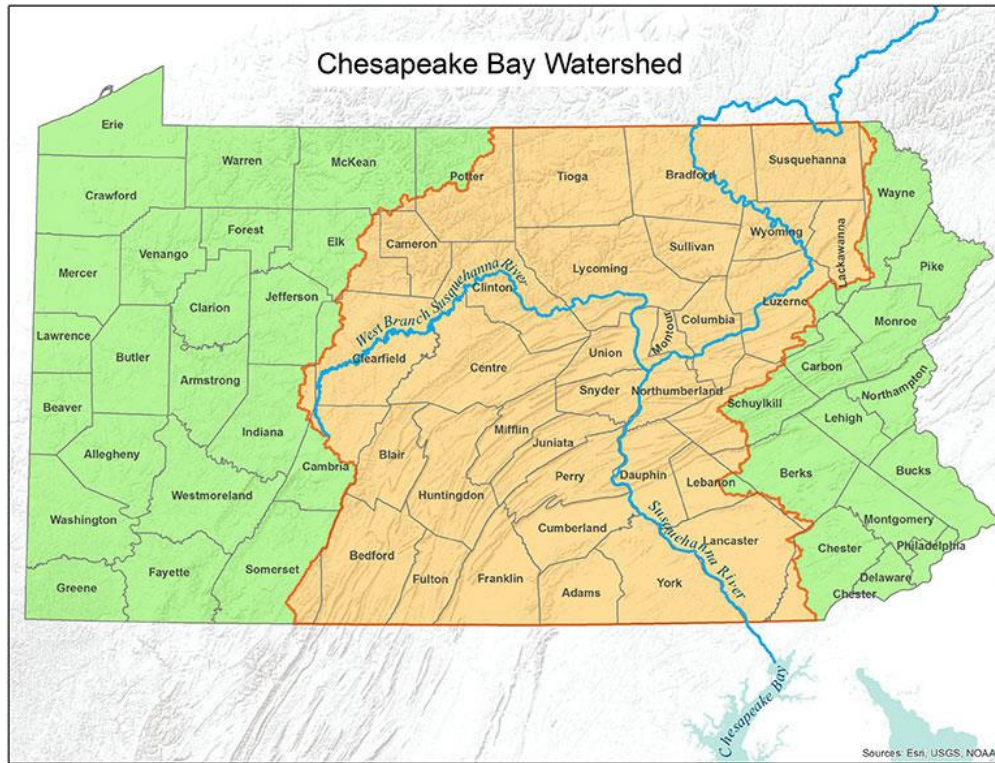 Chesapeake Bay Watershed
Erie
Warren
McKean
Potter
Tioga
Bradford
Susquehanna
Wayne
Crawford
Forest
Elk
Cameron
Sullivan
Wyoming
Lackawanna
Pike
Venango
Mercer
Clarion
Jefferson
West Branch Susquehanna River
Clinton
Lycoming
Luzerne
Monroe
Lawrence
Butler
Clearfield
Centre
Union
Montour
Columbia
Carbon
Northampton
Armstrong
Beaver
Snyder
Northumberland
Schuylkill
Lehigh
Indiana
Mifflin
Juniata
Allegheny
Cambria
Blair
Perry
Dauphin
Lebanon
Berks
Bucks
Westmoreland
Huntingdon
Washington
Cumberland
Susquehanna River
Lancaster
Montgomery
Philadelphia
Chester
Bedford
Fulton
Franklin
Adams
York
Somerset
Fayette
Greene
Delaware
Chester
Chesapeake Bay
Sources: Esri, USGS, NOAA